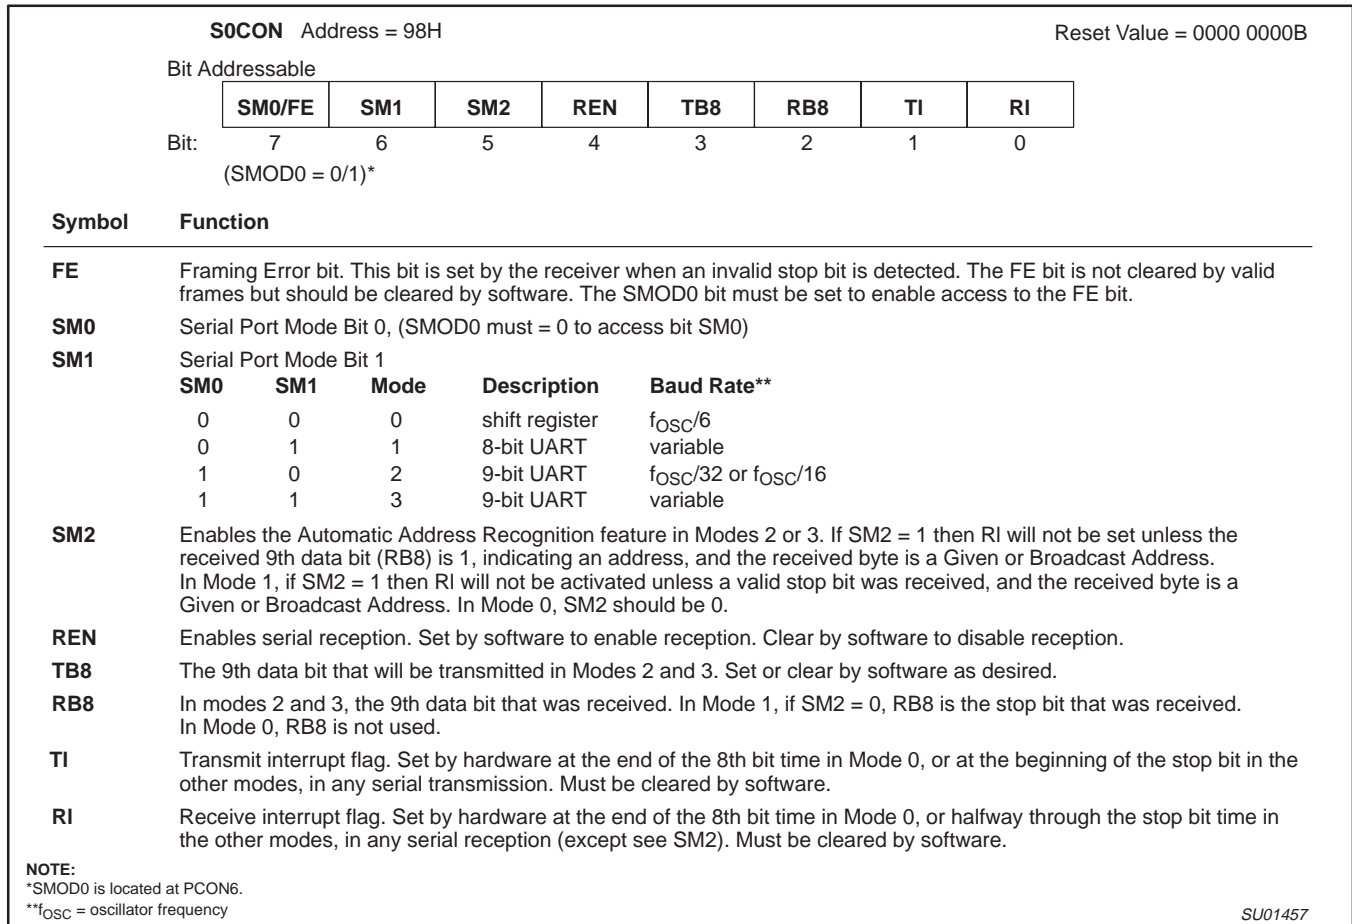 S0CON Address = 98H Reset Value = 0000 0000B
Bit Addressable
SM0/FE SM1 SM2 REN TB8 RB8 TI RI
Bit: 7 6 5 4 3 2 1 0
(SMOD0 = 0/1)*
Symbol Function
FE Framing Error bit. This bit is set by the receiver when an invalid stop bit is detected. The FE bit is not cleared by valid
frames but should be cleared by software. The SMOD0 bit must be set to enable access to the FE bit.
SM0 Serial Port Mode Bit 0, (SMOD0 must = 0 to access bit SM0)
SM1 Serial Port Mode Bit 1
SM0 SM1 Mode Description Baud Rate**
0 0 0 shift register fOSC/6
0 1 1 8-bit UART variable
1 0 2 9-bit UART fOSC/32 or fOSC/16
1 1 3 9-bit UART variable
SM2 Enables the Automatic Address Recognition feature in Modes 2 or 3. If SM2 = 1 then RI will not be set unless the
received 9th data bit (RB8) is 1, indicating an address, and the received byte is a Given or Broadcast Address.
In Mode 1, if SM2 = 1 then RI will not be activated unless a valid stop bit was received, and the received byte is a
Given or Broadcast Address. In Mode 0, SM2 should be 0.
REN Enables serial reception. Set by software to enable reception. Clear by software to disable reception.
TB8 The 9th data bit that will be transmitted in Modes 2 and 3. Set or clear by software as desired.
RB8 In modes 2 and 3, the 9th data bit that was received. In Mode 1, if SM2 = 0, RB8 is the stop bit that was received.
In Mode 0, RB8 is not used.
TI Transmit interrupt flag. Set by hardware at the end of the 8th bit time in Mode 0, or at the beginning of the stop bit in the
other modes, in any serial transmission. Must be cleared by software.
RI Receive interrupt flag. Set by hardware at the end of the 8th bit time in Mode 0, or halfway through the stop bit time in
the other modes, in any serial reception (except see SM2). Must be cleared by software.
NOTE:
*SMOD0 is located at PCON6.
**fOSC = oscillator frequency SU01457